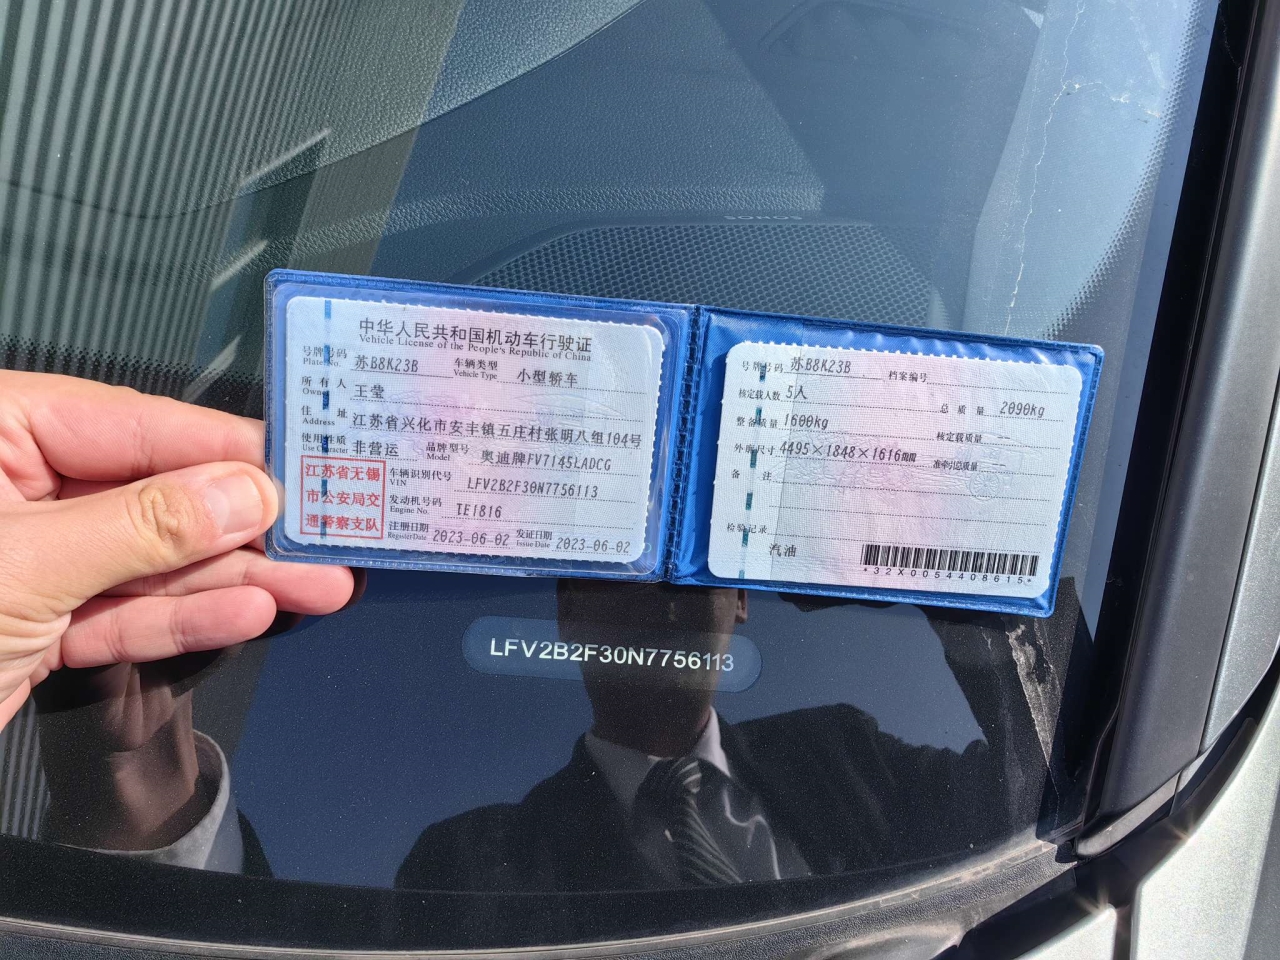 SONOS
中华人民共和国机动车行驶证
Vehicle License of the People's Republic of China
号牌号码 苏B8K23B 车辆类型 小型轿车
Plate No. Vehicle Type
所有人 王莹
Owner
住址 江苏省兴化市安丰镇五庄村张明八组104号
Address
使用性质 非营运 品牌型号 奥迪牌FV7145LADCG
Use Character Model
江苏省无锡
市公安局交
通警察支队
车辆识别代号 LFV2B2F30N7756113
VIN
发动机号码 TE1816
Engine No.
注册日期 2023-06-02 发证日期 2023-06-02
Register Date Issue Date
号牌号码 苏B8K23B 档案编号
核定载人数 5人 总质量 2090kg
整备质量 1600kg 核定载质量 --
外廓尺寸 4495×1848×1616mm 准牵引总质量 --
备注
检验记录
汽油
*32X0054408615*
LFV2B2F30N7756113